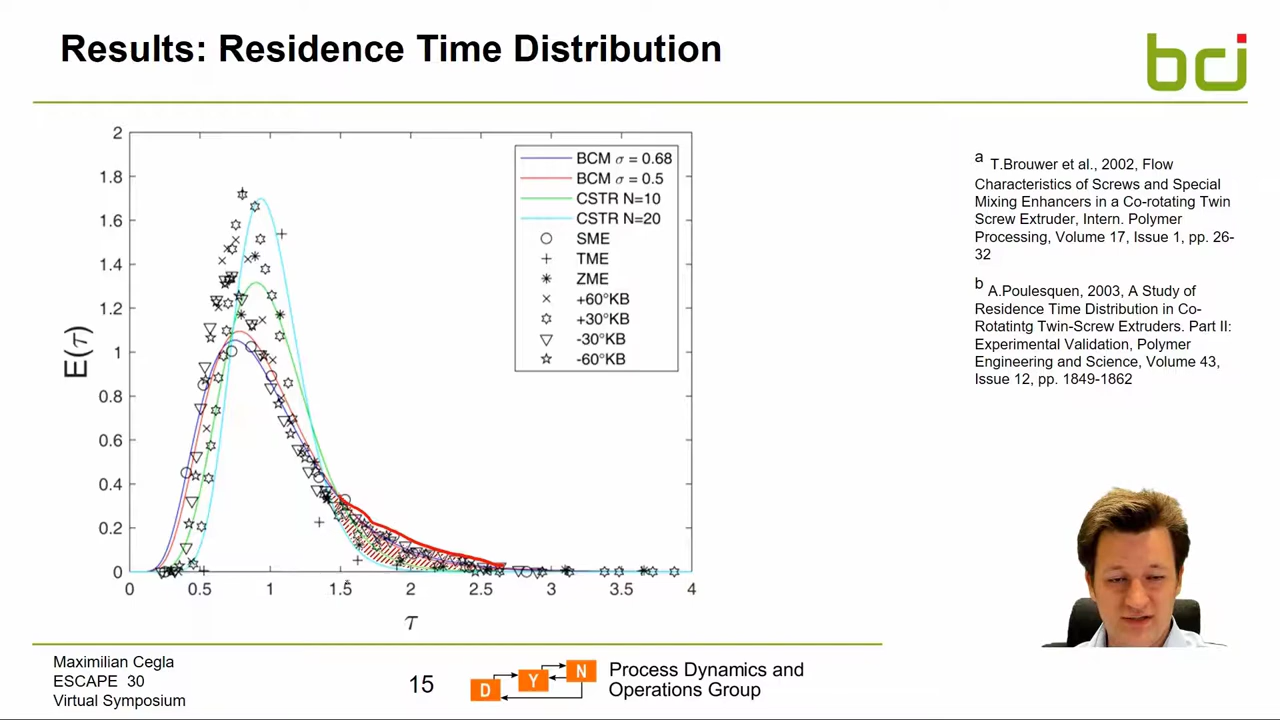 Results: Residence Time Distribution
bci
2
1.8
1.6
1.4
1.2
1
0.8
0.6
0.4
0.2
0
E(τ)
0 0.5 1 1.5 2 2.5 3 3.5 4
τ
BCM σ = 0.68
BCM σ = 0.5
CSTR N=10
CSTR N=20
SME
TME
ZME
+60°KB
+30°KB
-30°KB
-60°KB
a T.Brouwer et al., 2002, Flow
Characteristics of Screws and Special
Mixing Enhancers in a Co-rotating Twin
Screw Extruder, Intern. Polymer
Processing, Volume 17, Issue 1, pp. 26-
32
b A.Poulesquen, 2003, A Study of
Residence Time Distribution in Co-
Rotatintg Twin-Screw Extruders. Part II:
Experimental Validation, Polymer
Engineering and Science, Volume 43,
Issue 12, pp. 1849-1862
Maximilian Cegla
ESCAPE 30
Virtual Symposium
15
D Y N
Process Dynamics and
Operations Group